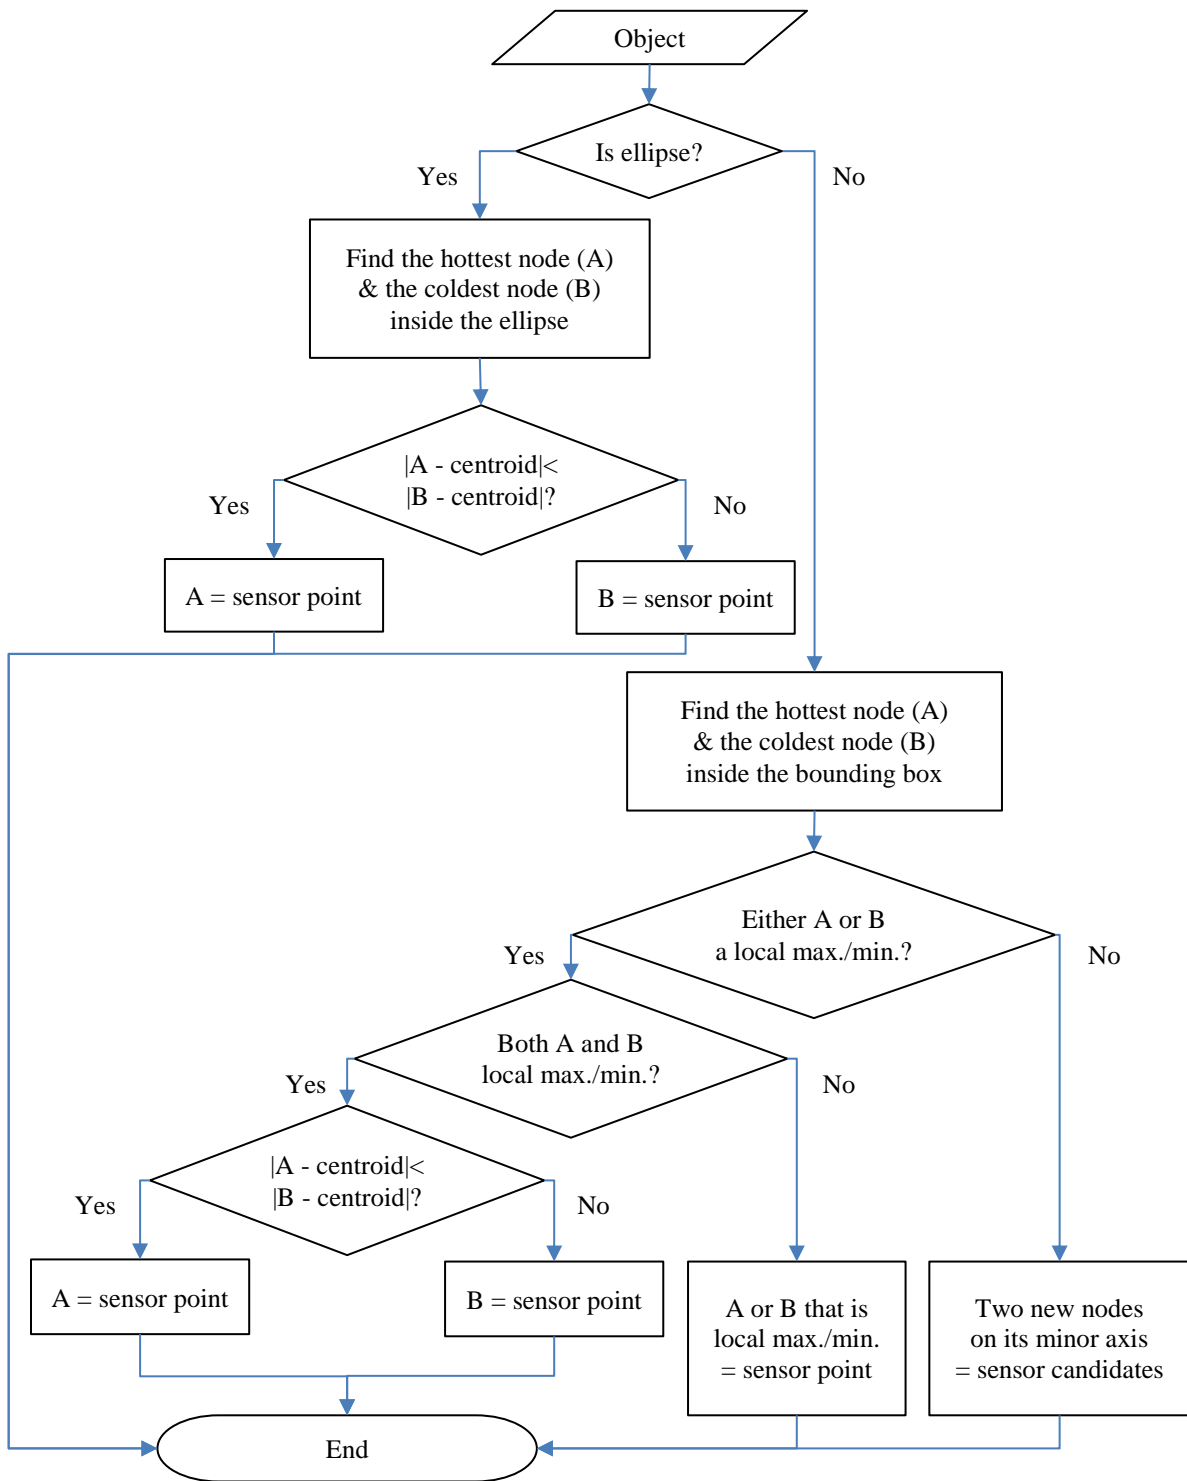 Object
Is ellipse?
Yes
No
Find the hottest node (A)
& the coldest node (B)
inside the ellipse
|A - centroid|<
|B - centroid|?
Yes
No
A = sensor point
B = sensor point
Find the hottest node (A)
& the coldest node (B)
inside the bounding box
Either A or B
a local max./min.?
Yes
No
Both A and B
local max./min.?
Yes
No
|A - centroid|<
|B - centroid|?
Yes
No
A = sensor point
B = sensor point
A or B that is
local max./min.
= sensor point
Two new nodes
on its minor axis
= sensor candidates
End